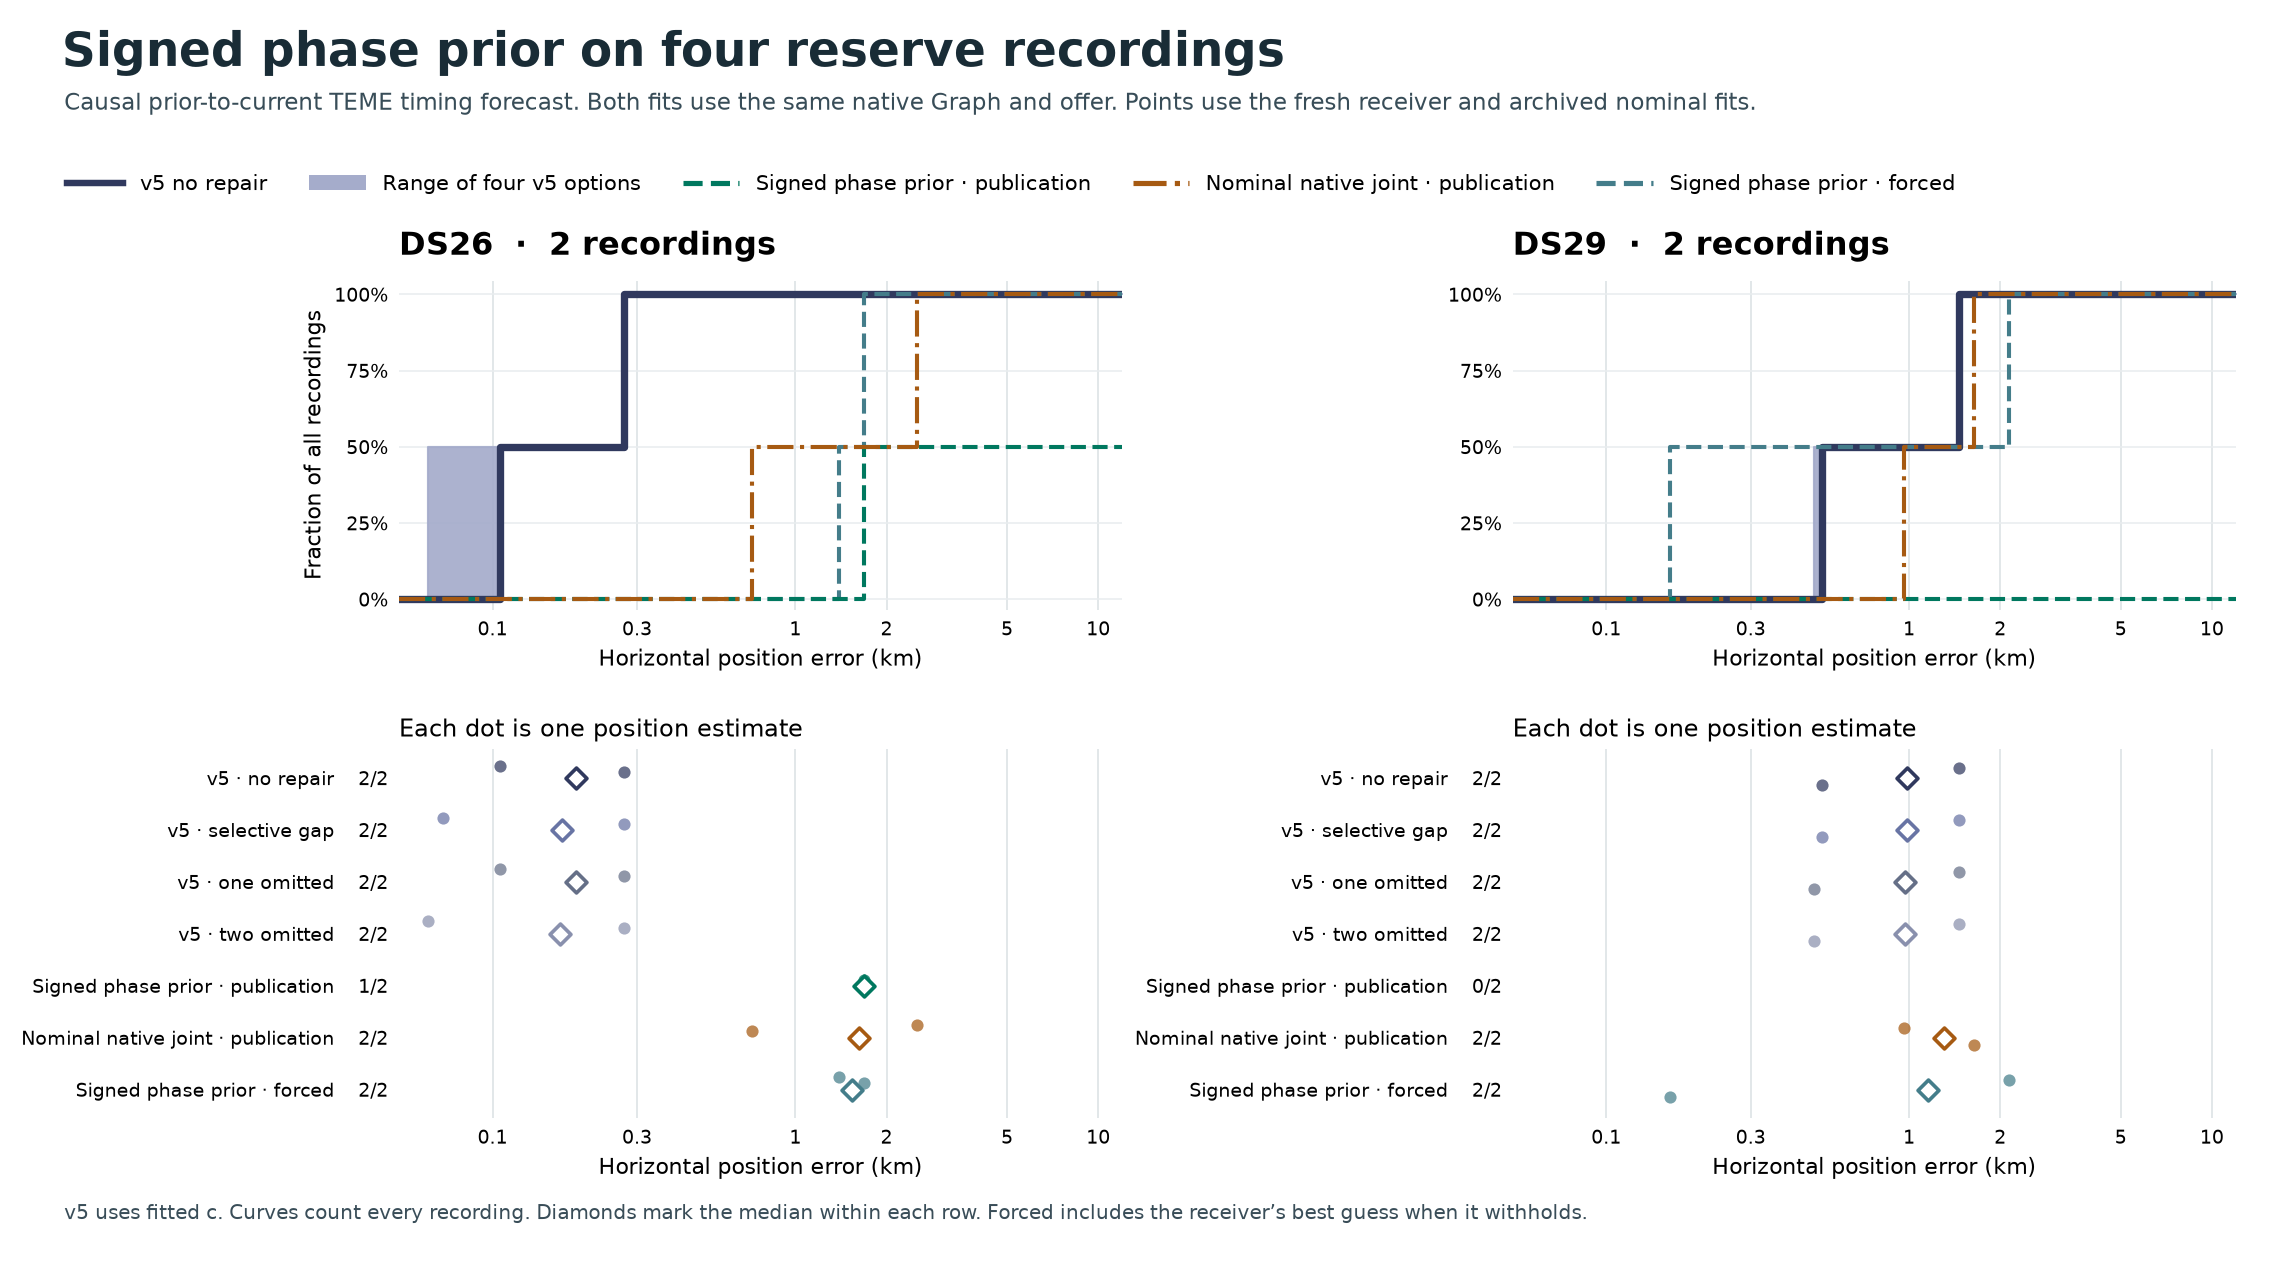 Signed phase prior on four reserve recordings
Causal prior-to-current TEME timing forecast. Both fits use the same native Graph and offer. Points use the fresh receiver and archived nominal fits.
v5 no repair
Range of four v5 options
Signed phase prior · publication
Nominal native joint · publication
Signed phase prior · forced
DS26 · 2 recordings
100%
75%
50%
25%
0%
Fraction of all recordings
0.1 0.3 1 2 5 10
Horizontal position error (km)
DS29 · 2 recordings
100%
75%
50%
25%
0%
0.1 0.3 1 2 5 10
Horizontal position error (km)
Each dot is one position estimate
v5 · no repair 2/2
v5 · selective gap 2/2
v5 · one omitted 2/2
v5 · two omitted 2/2
Signed phase prior · publication 1/2
Nominal native joint · publication 2/2
Signed phase prior · forced 2/2
0.1 0.3 1 2 5 10
Horizontal position error (km)
Each dot is one position estimate
v5 · no repair 2/2
v5 · selective gap 2/2
v5 · one omitted 2/2
v5 · two omitted 2/2
Signed phase prior · publication 0/2
Nominal native joint · publication 2/2
Signed phase prior · forced 2/2
0.1 0.3 1 2 5 10
Horizontal position error (km)
v5 uses fitted c. Curves count every recording. Diamonds mark the median within each row. Forced includes the receiver’s best guess when it withholds.